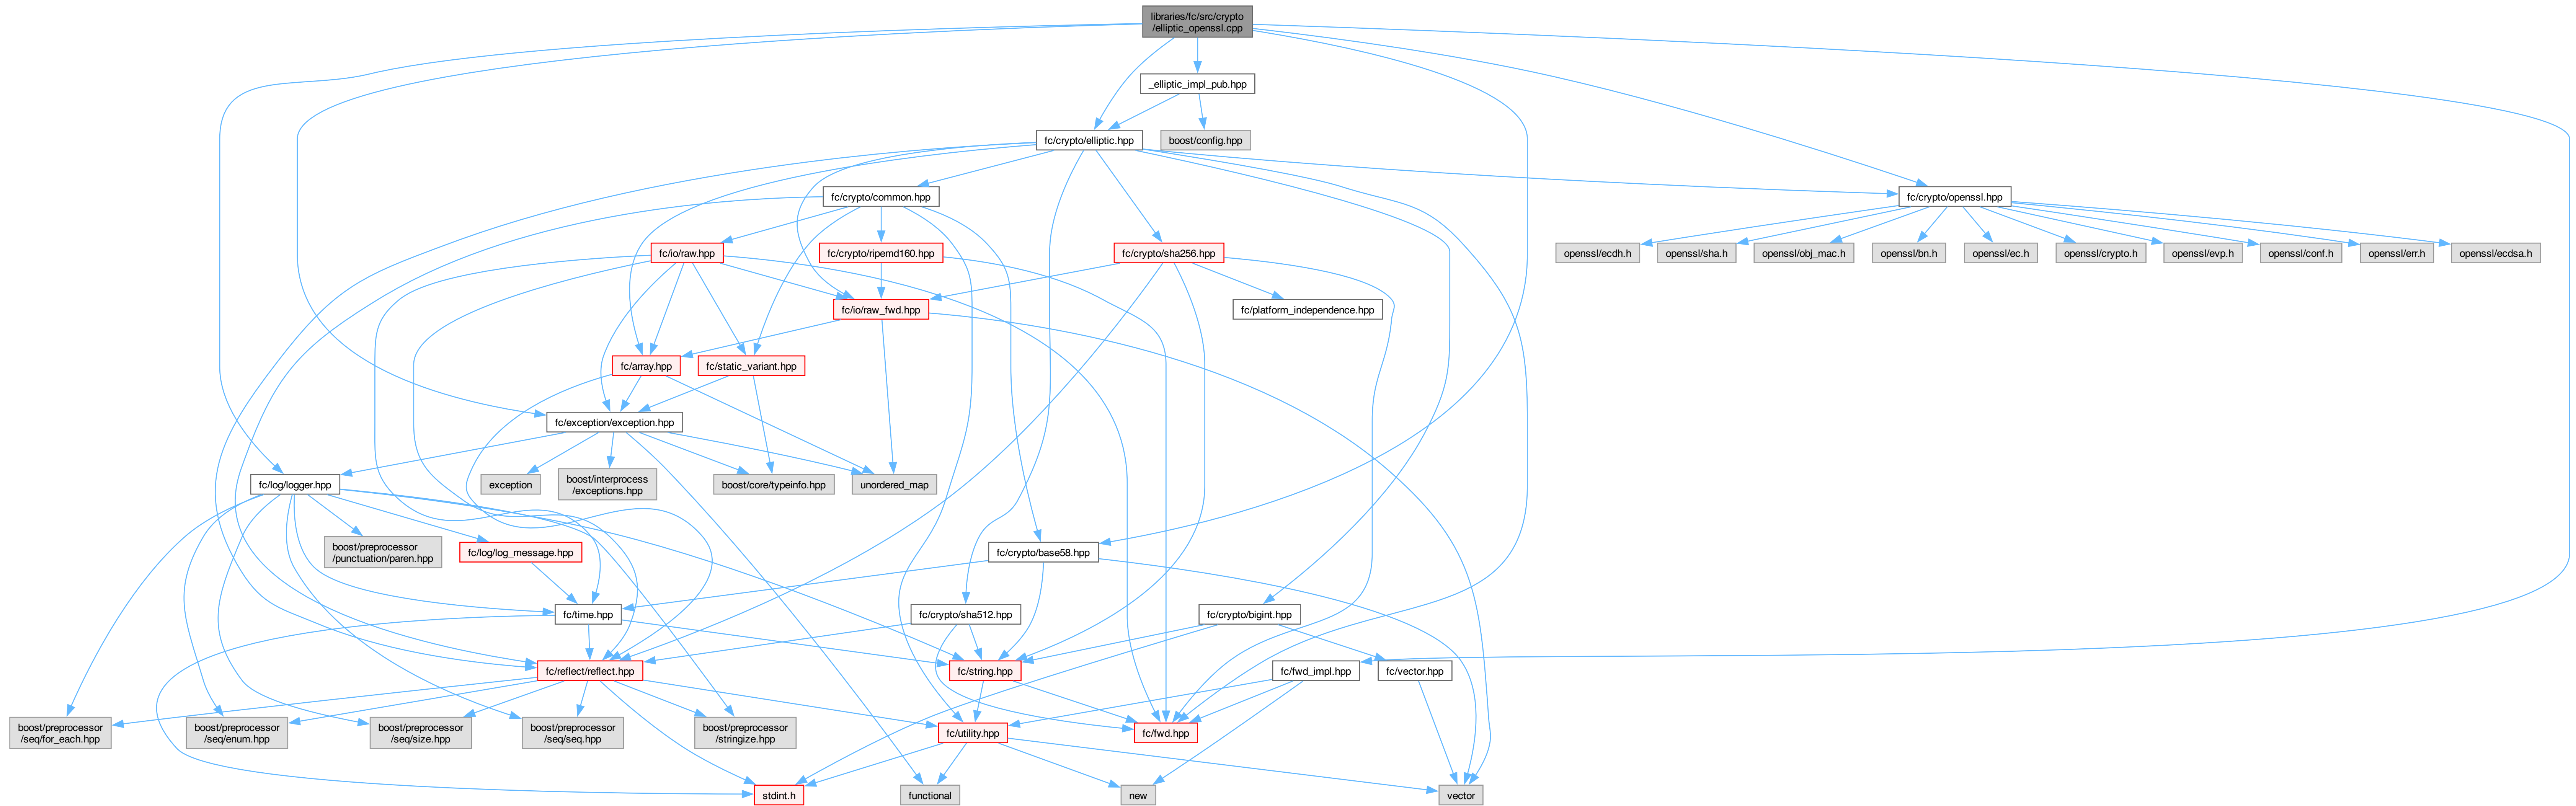 libraries/fc/src/crypto
/elliptic_openssl.cpp
_elliptic_impl_pub.hpp
fc/crypto/elliptic.hpp
boost/config.hpp
fc/crypto/common.hpp
fc/crypto/openssl.hpp
fc/io/raw.hpp
fc/crypto/ripemd160.hpp
fc/crypto/sha256.hpp
openssl/ecdh.h
openssl/sha.h
openssl/obj_mac.h
openssl/bn.h
openssl/ec.h
openssl/crypto.h
openssl/evp.h
openssl/conf.h
openssl/err.h
openssl/ecdsa.h
fc/io/raw_fwd.hpp
fc/platform_independence.hpp
fc/array.hpp
fc/static_variant.hpp
fc/exception/exception.hpp
fc/log/logger.hpp
exception
boost/interprocess
/exceptions.hpp
boost/core/typeinfo.hpp
unordered_map
boost/preprocessor
/punctuation/paren.hpp
fc/log/log_message.hpp
fc/crypto/base58.hpp
fc/time.hpp
fc/crypto/sha512.hpp
fc/crypto/bigint.hpp
fc/reflect/reflect.hpp
fc/string.hpp
fc/fwd_impl.hpp
fc/vector.hpp
boost/preprocessor
/seq/for_each.hpp
boost/preprocessor
/seq/enum.hpp
boost/preprocessor
/seq/size.hpp
boost/preprocessor
/seq/seq.hpp
boost/preprocessor
/stringize.hpp
fc/utility.hpp
fc/fwd.hpp
stdint.h
functional
new
vector